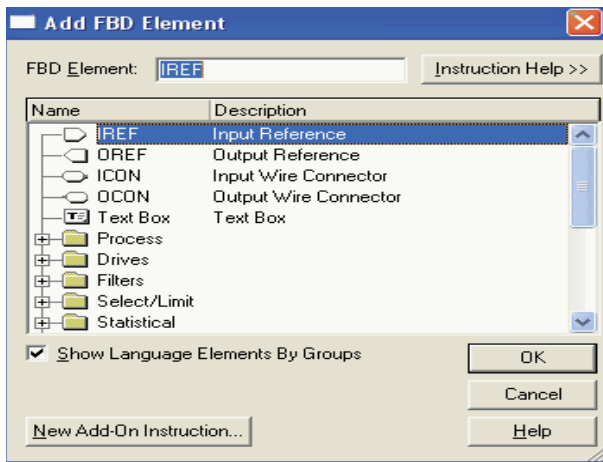 Add FBD Element
FBD Element: IREF Instruction Help >>
Name Description
IREF Input Reference
OREF Output Reference
ICON Input Wire Connector
OCON Output Wire Connector
Text Box Text Box
Process
Drives
Filters
Select/Limit
Statistical
Show Language Elements By Groups
OK
Cancel
New Add-On Instruction...
Help